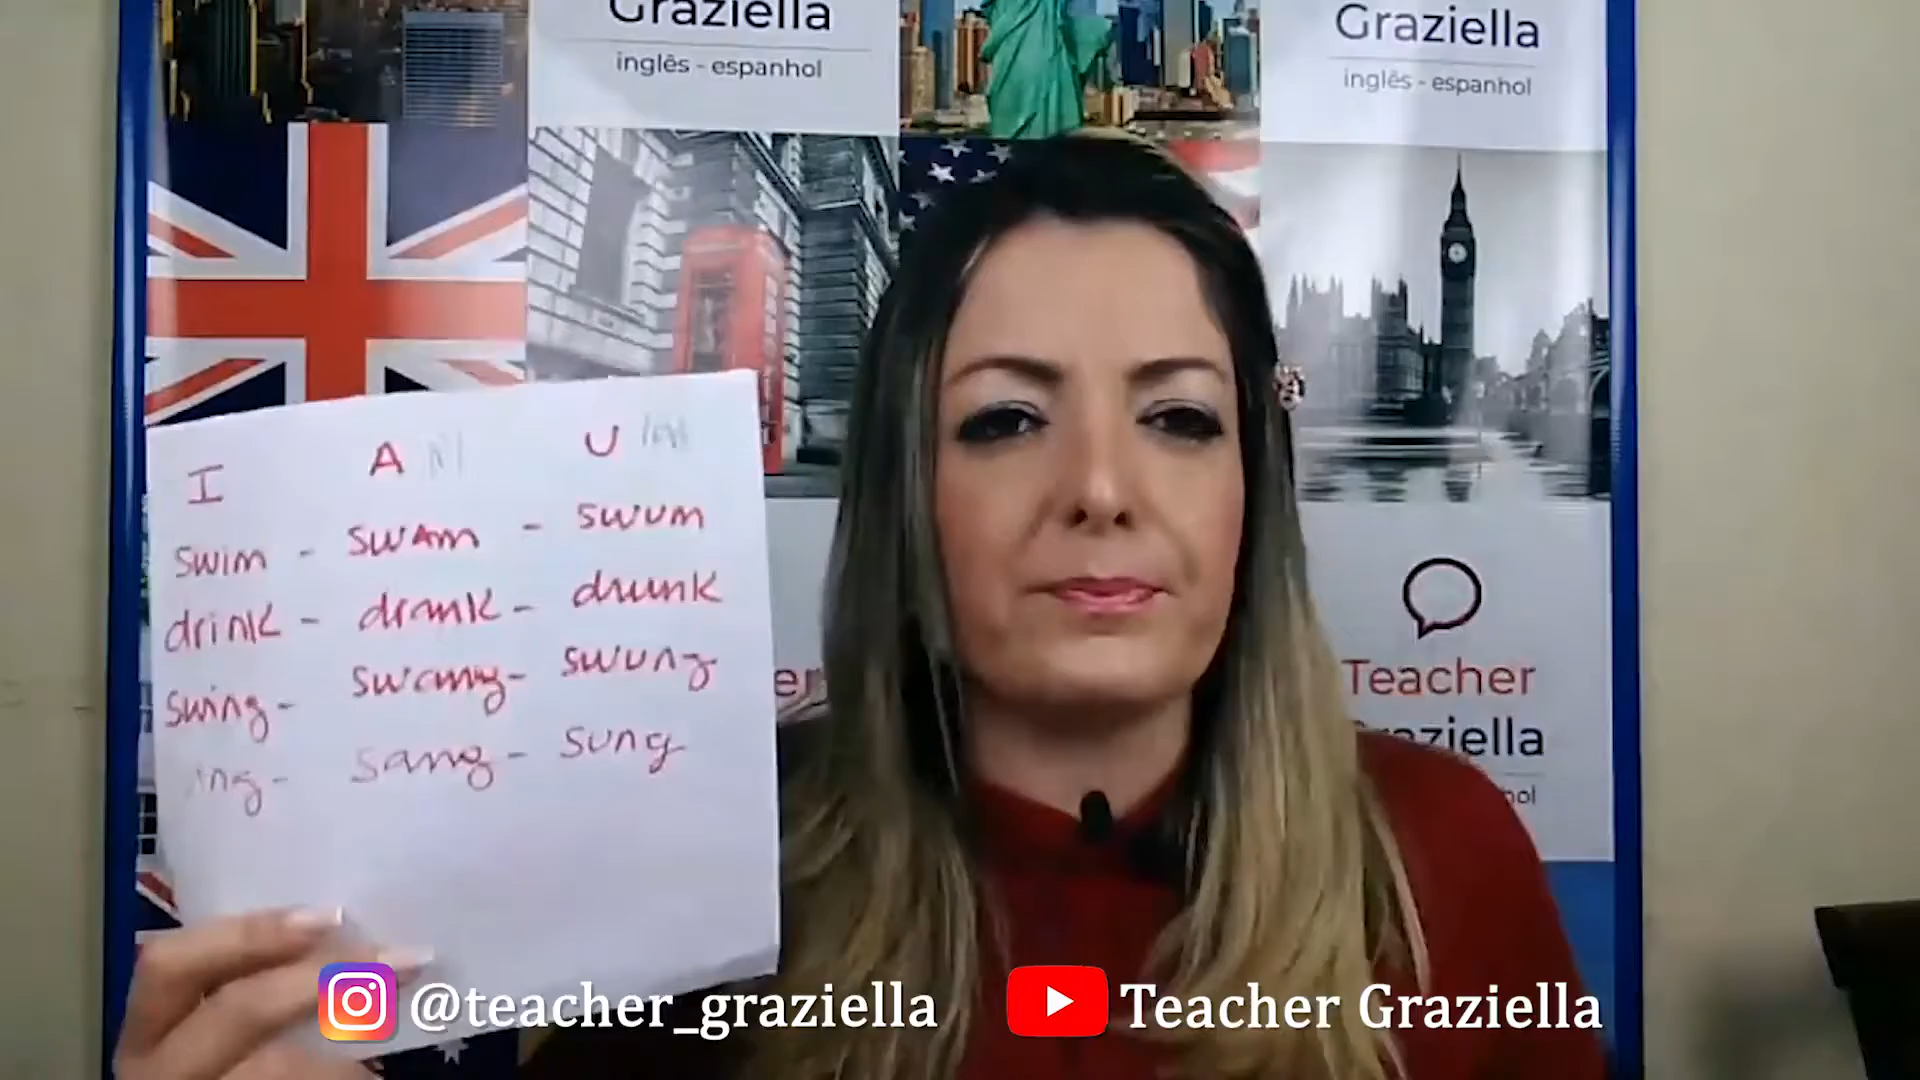 Graziella
inglês - espanhol
Graziella
inglês - espanhol
I A U
swim - swam - swum
drink - drank - drunk
swing - swang - swung
ing - sang - sung
Teacher
Graziella
@teacher_graziella
Teacher Graziella